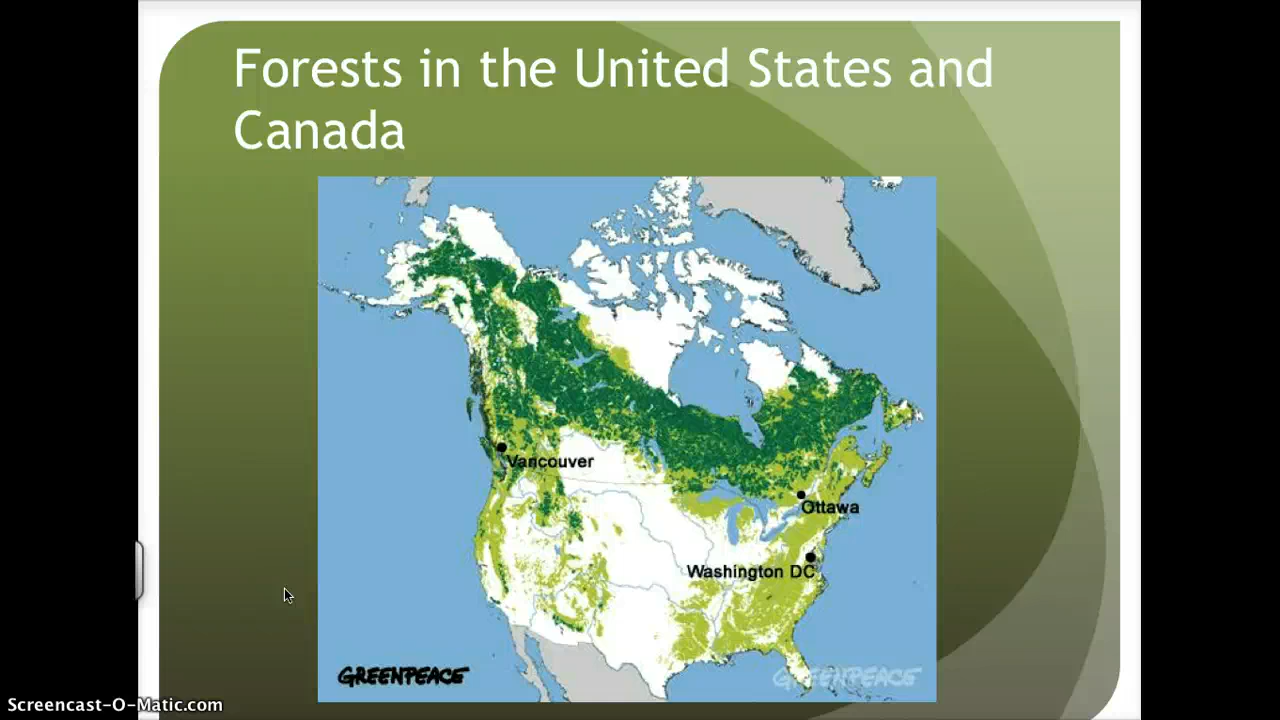 Forests in the United States and
Canada
Vancouver
Ottawa
Washington DC
GREENPEACE
GREENPEACE
Screencast-O-Matic.com